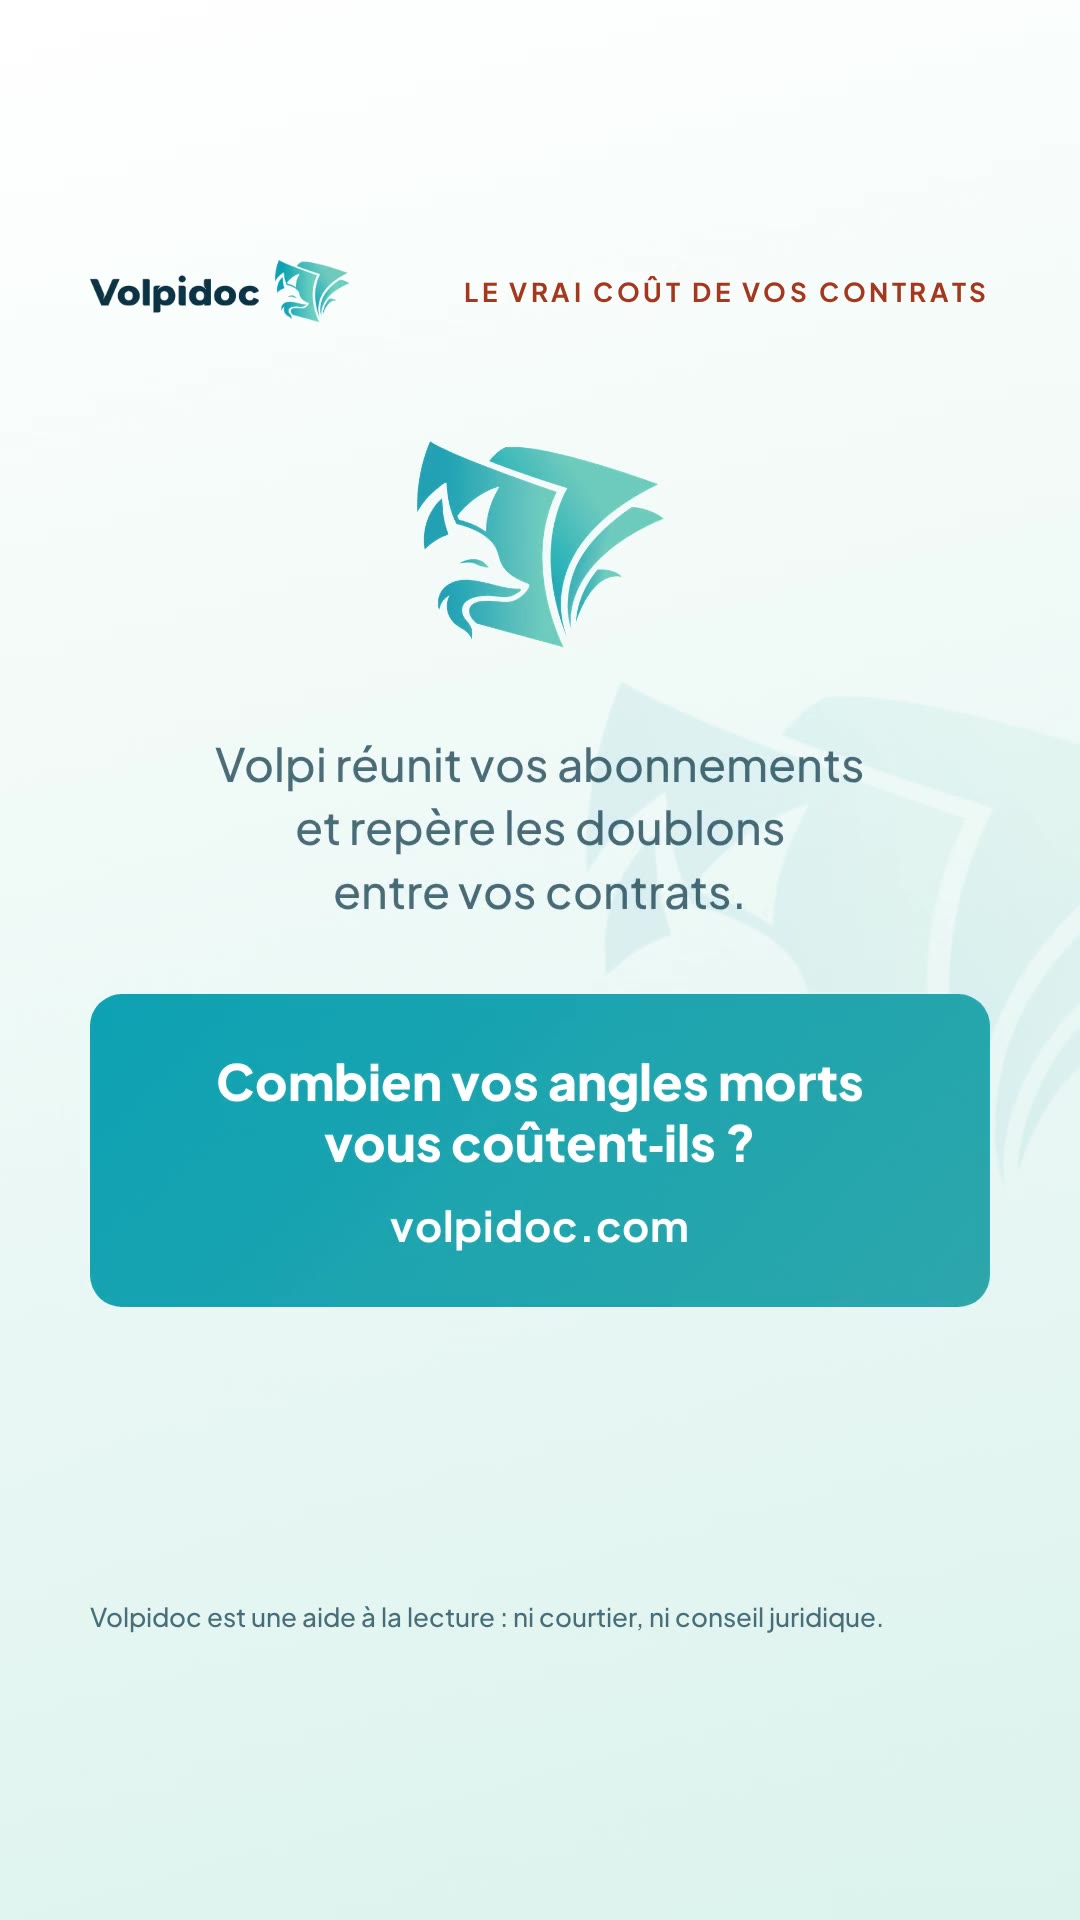 Volpidoc
LE VRAI COÛT DE VOS CONTRATS
Volpi réunit vos abonnements
et repère les doublons
entre vos contrats.
Combien vos angles morts
vous coûtent-ils ?
volpidoc.com
Volpidoc est une aide à la lecture : ni courtier, ni conseil juridique.